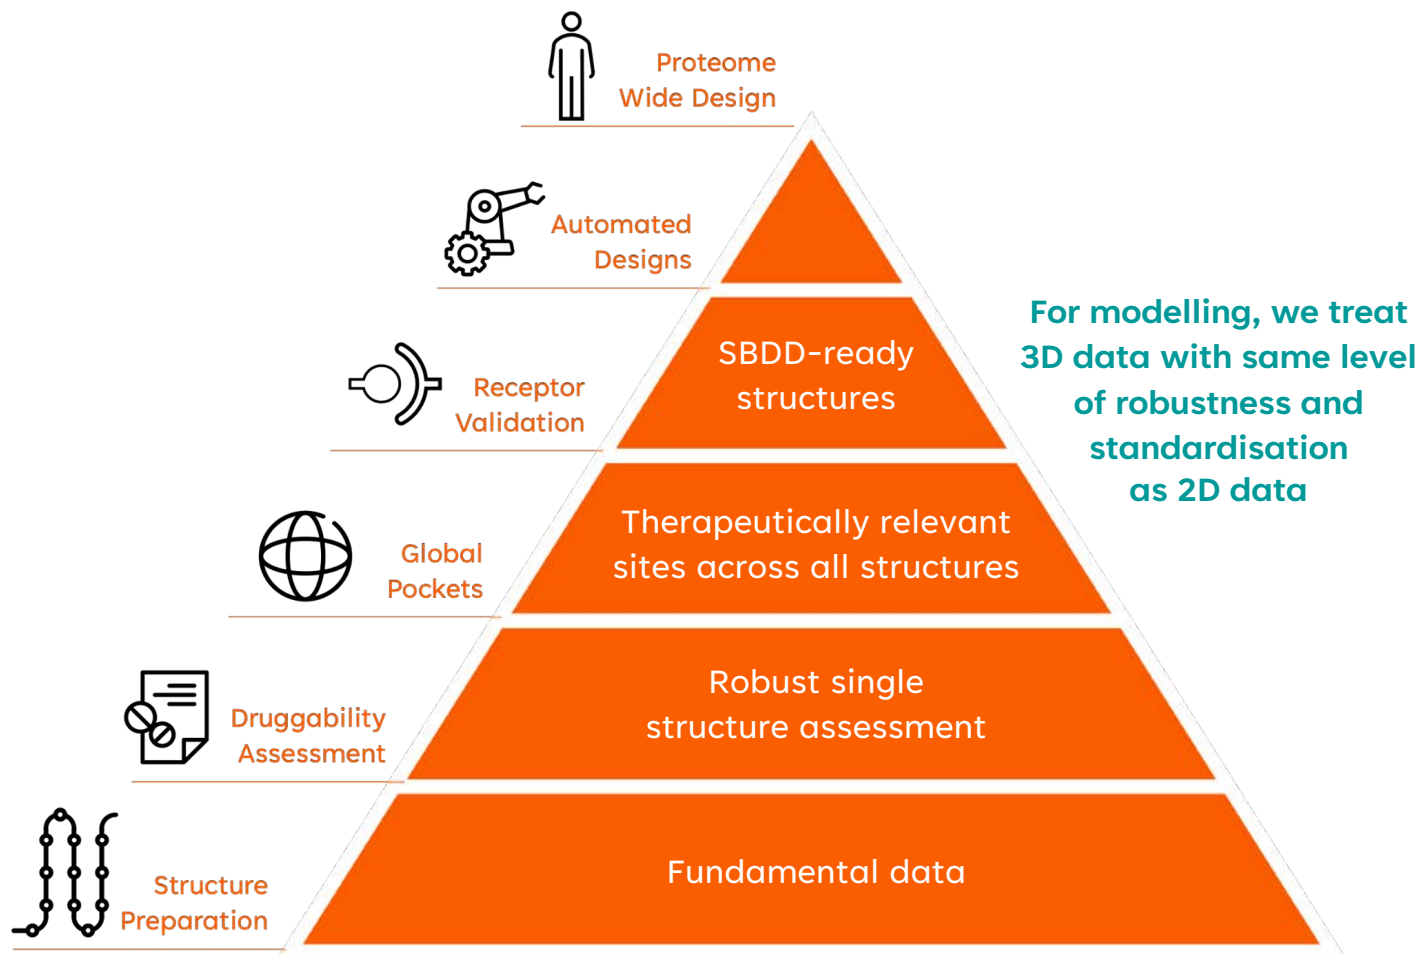 Proteome
Wide Design
Automated
Designs
Receptor
Validation
Global
Pockets
Druggability
Assessment
Structure
Preparation
SBDD-ready
structures
Therapeutically relevant
sites across all structures
Robust single
structure assessment
Fundamental data
For modelling, we treat
3D data with same level
of robustness and
standardisation
as 2D data